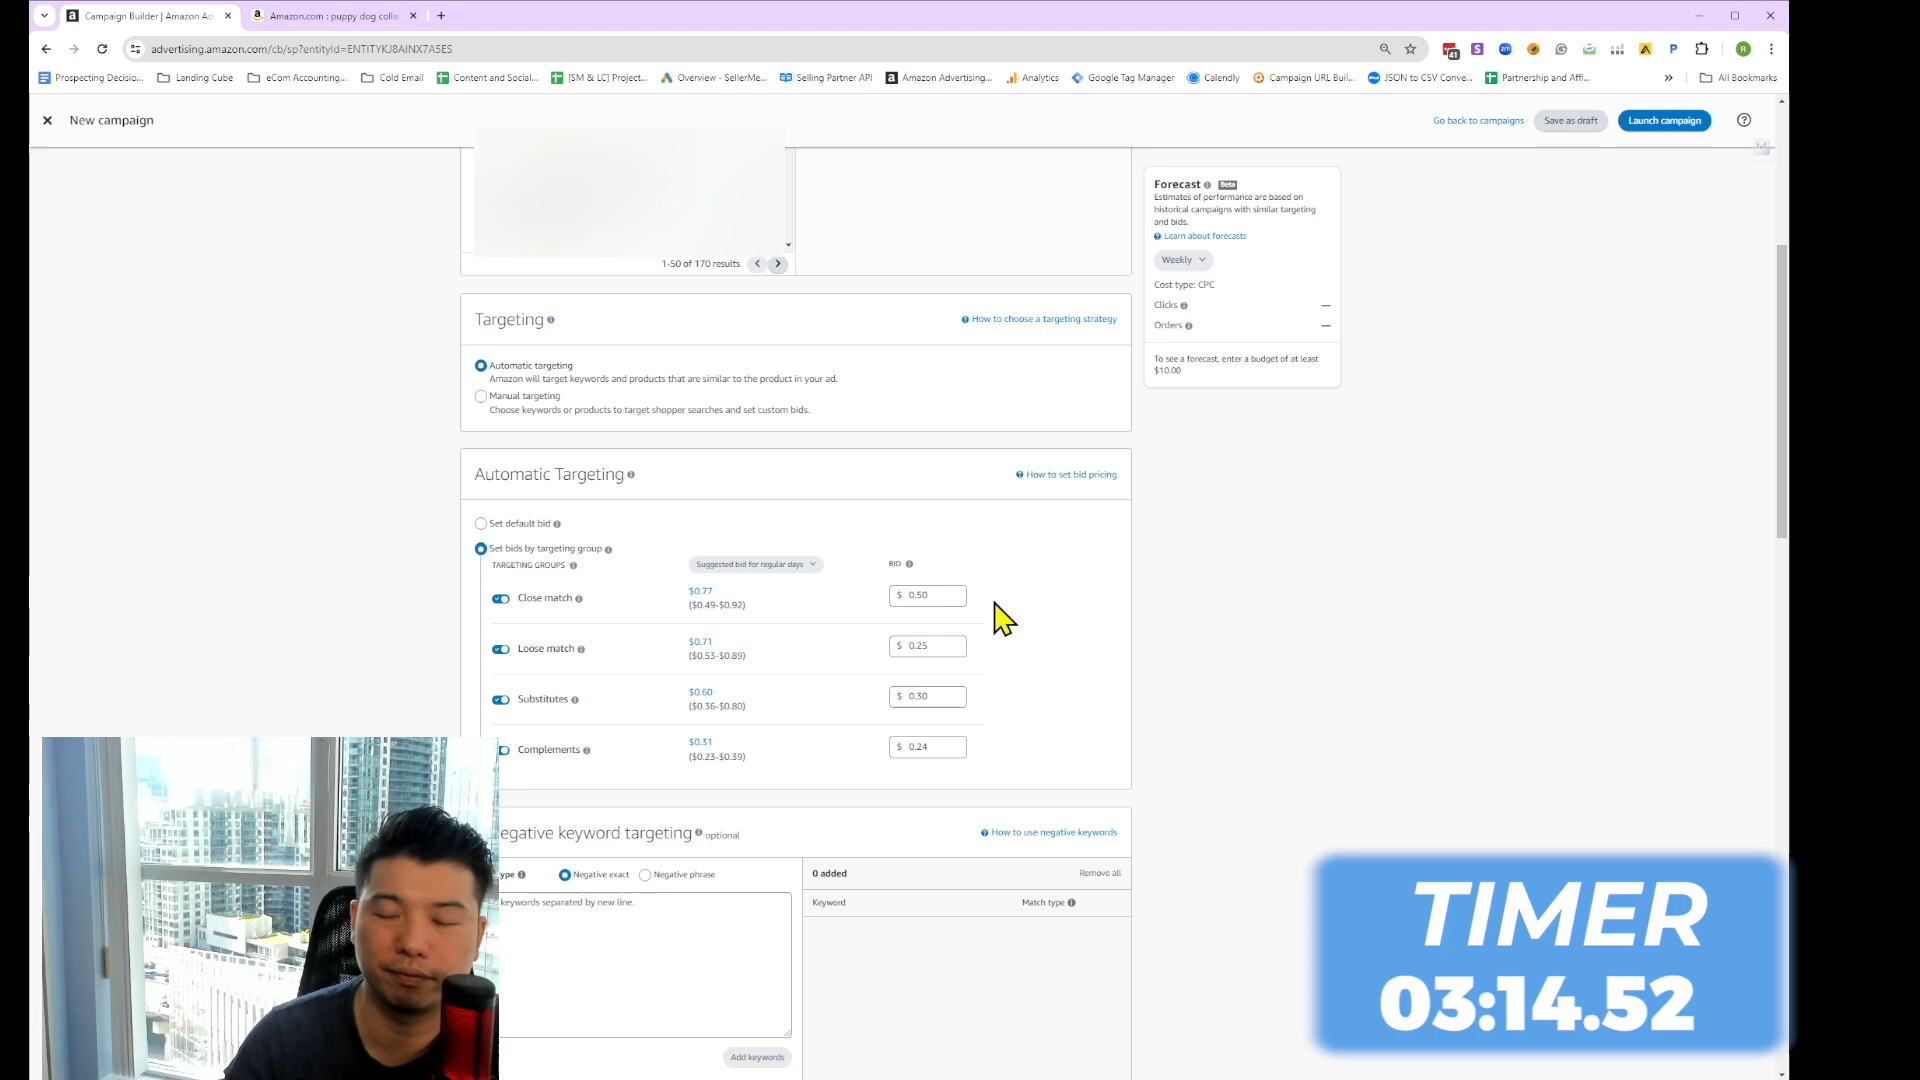 Campaign Builder | Amazon Ad
Amazon.com : puppy dog colla
advertising.amazon.com/cb/sp?entityId=ENTITYKJ8AINX7A5ES
41
S
zm
P
R
Prospecting Decisio...
Landing Cube
eCom Accounting...
Cold Email
Content and Social...
[SM & LC] Project...
Overview - SellerMe...
Selling Partner API
Amazon Advertising...
Analytics
Google Tag Manager
Calendly
Campaign URL Buil...
JSON to CSV Conve...
Partnership and Affi...
»
All Bookmarks
New campaign
Go back to campaigns
Save as draft
Launch campaign
1-50 of 170 results
Forecast
Beta
Estimates of performance are based on
historical campaigns with similar targeting
and bids.
Learn about forecasts
Weekly
Cost type: CPC
Clicks —
Orders —
To see a forecast, enter a budget of at least
$10.00
Targeting
How to choose a targeting strategy
Automatic targeting
Amazon will target keywords and products that are similar to the product in your ad.
Manual targeting
Choose keywords or products to target shopper searches and set custom bids.
Automatic Targeting
How to set bid pricing
Set default bid
Set bids by targeting group
TARGETING GROUPS
Suggested bid for regular days
BID
Close match
$0.77
($0.49-$0.92)
$ 0.50
Loose match
$0.71
($0.53-$0.89)
$ 0.25
Substitutes
$0.60
($0.36-$0.80)
$ 0.30
Complements
$0.31
($0.23-$0.39)
$ 0.24
egative keyword targeting optional
How to use negative keywords
ype
Negative exact
Negative phrase
keywords separated by new line.
Add keywords
0 added
Remove all
Keyword
Match type
TIMER
03:14.52